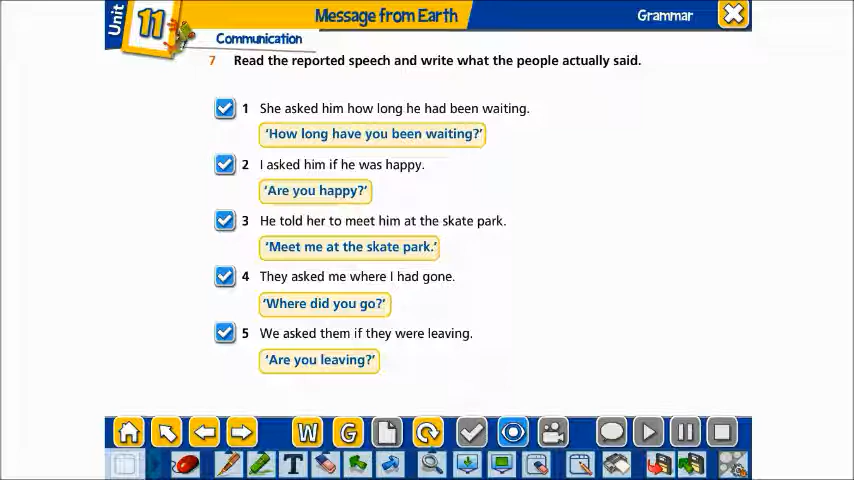 Unit
11
Message from Earth
Grammar
Communication
7 Read the reported speech and write what the people actually said.
1 She asked him how long he had been waiting.
‘How long have you been waiting?’
2 I asked him if he was happy.
‘Are you happy?’
3 He told her to meet him at the skate park.
‘Meet me at the skate park.’
4 They asked me where I had gone.
‘Where did you go?’
5 We asked them if they were leaving.
‘Are you leaving?’
W G
T